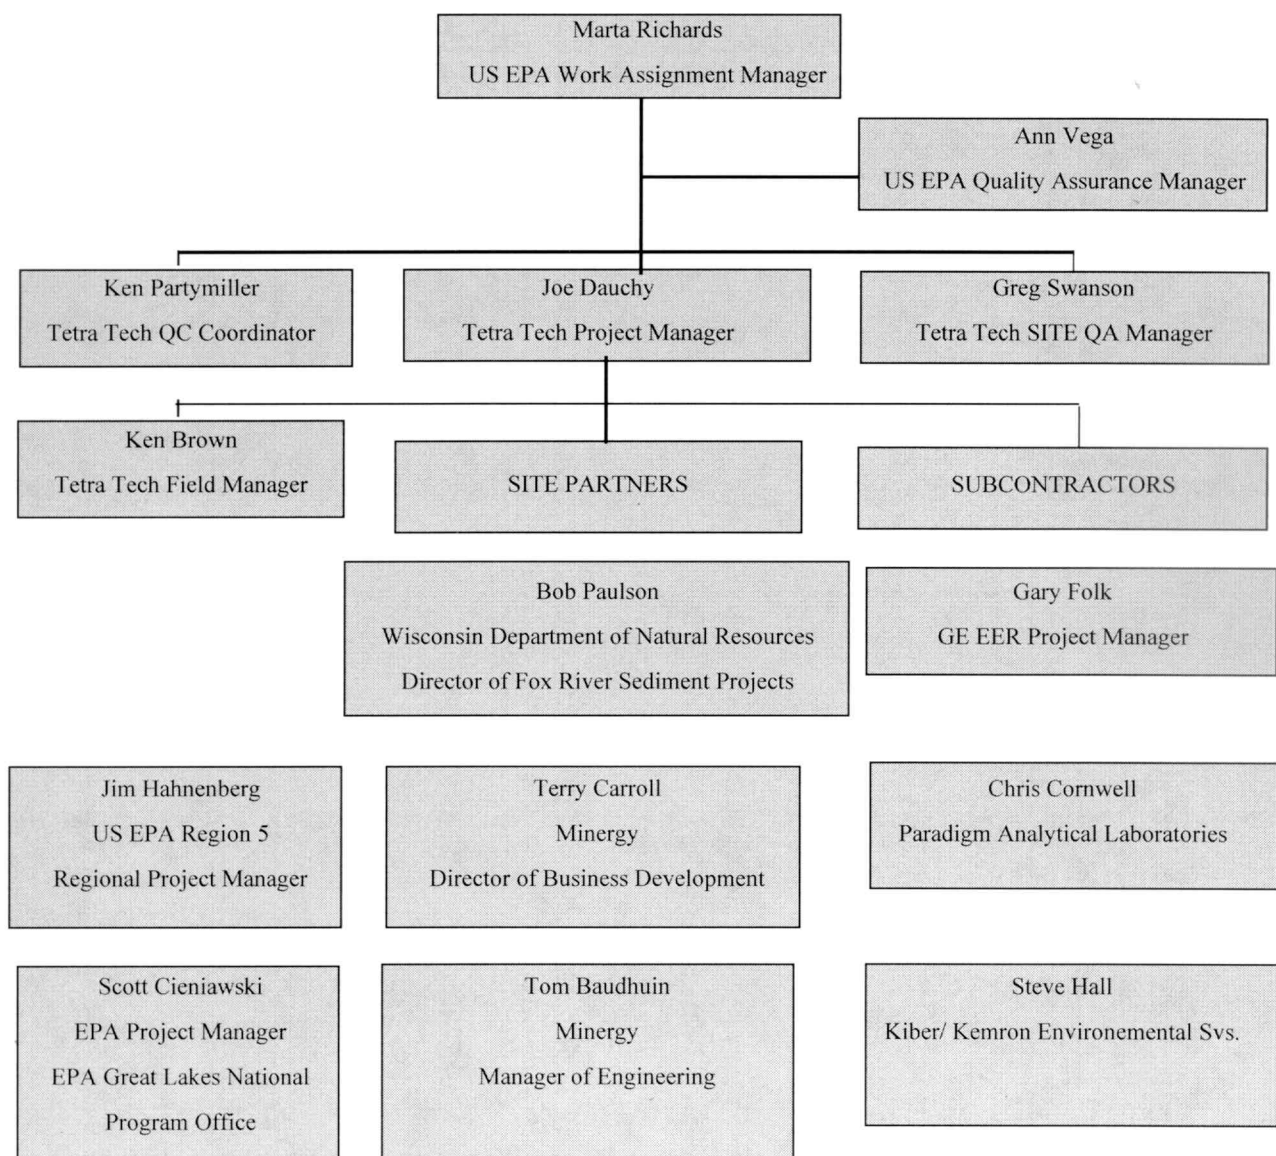 Marta Richards
US EPA Work Assignment Manager
Ann Vega
US EPA Quality Assurance Manager
Ken Partymiller
Tetra Tech QC Coordinator
Joe Dauchy
Tetra Tech Project Manager
Greg Swanson
Tetra Tech SITE QA Manager
Ken Brown
Tetra Tech Field Manager
SITE PARTNERS
SUBCONTRACTORS
Bob Paulson
Wisconsin Department of Natural Resources
Director of Fox River Sediment Projects
Gary Folk
GE EER Project Manager
Jim Hahnenberg
US EPA Region 5
Regional Project Manager
Terry Carroll
Minergy
Director of Business Development
Chris Cornwell
Paradigm Analytical Laboratories
Scott Cieniawski
EPA Project Manager
EPA Great Lakes National
Program Office
Tom Baudhuin
Minergy
Manager of Engineering
Steve Hall
Kiber/ Kemron Environemental Svs.